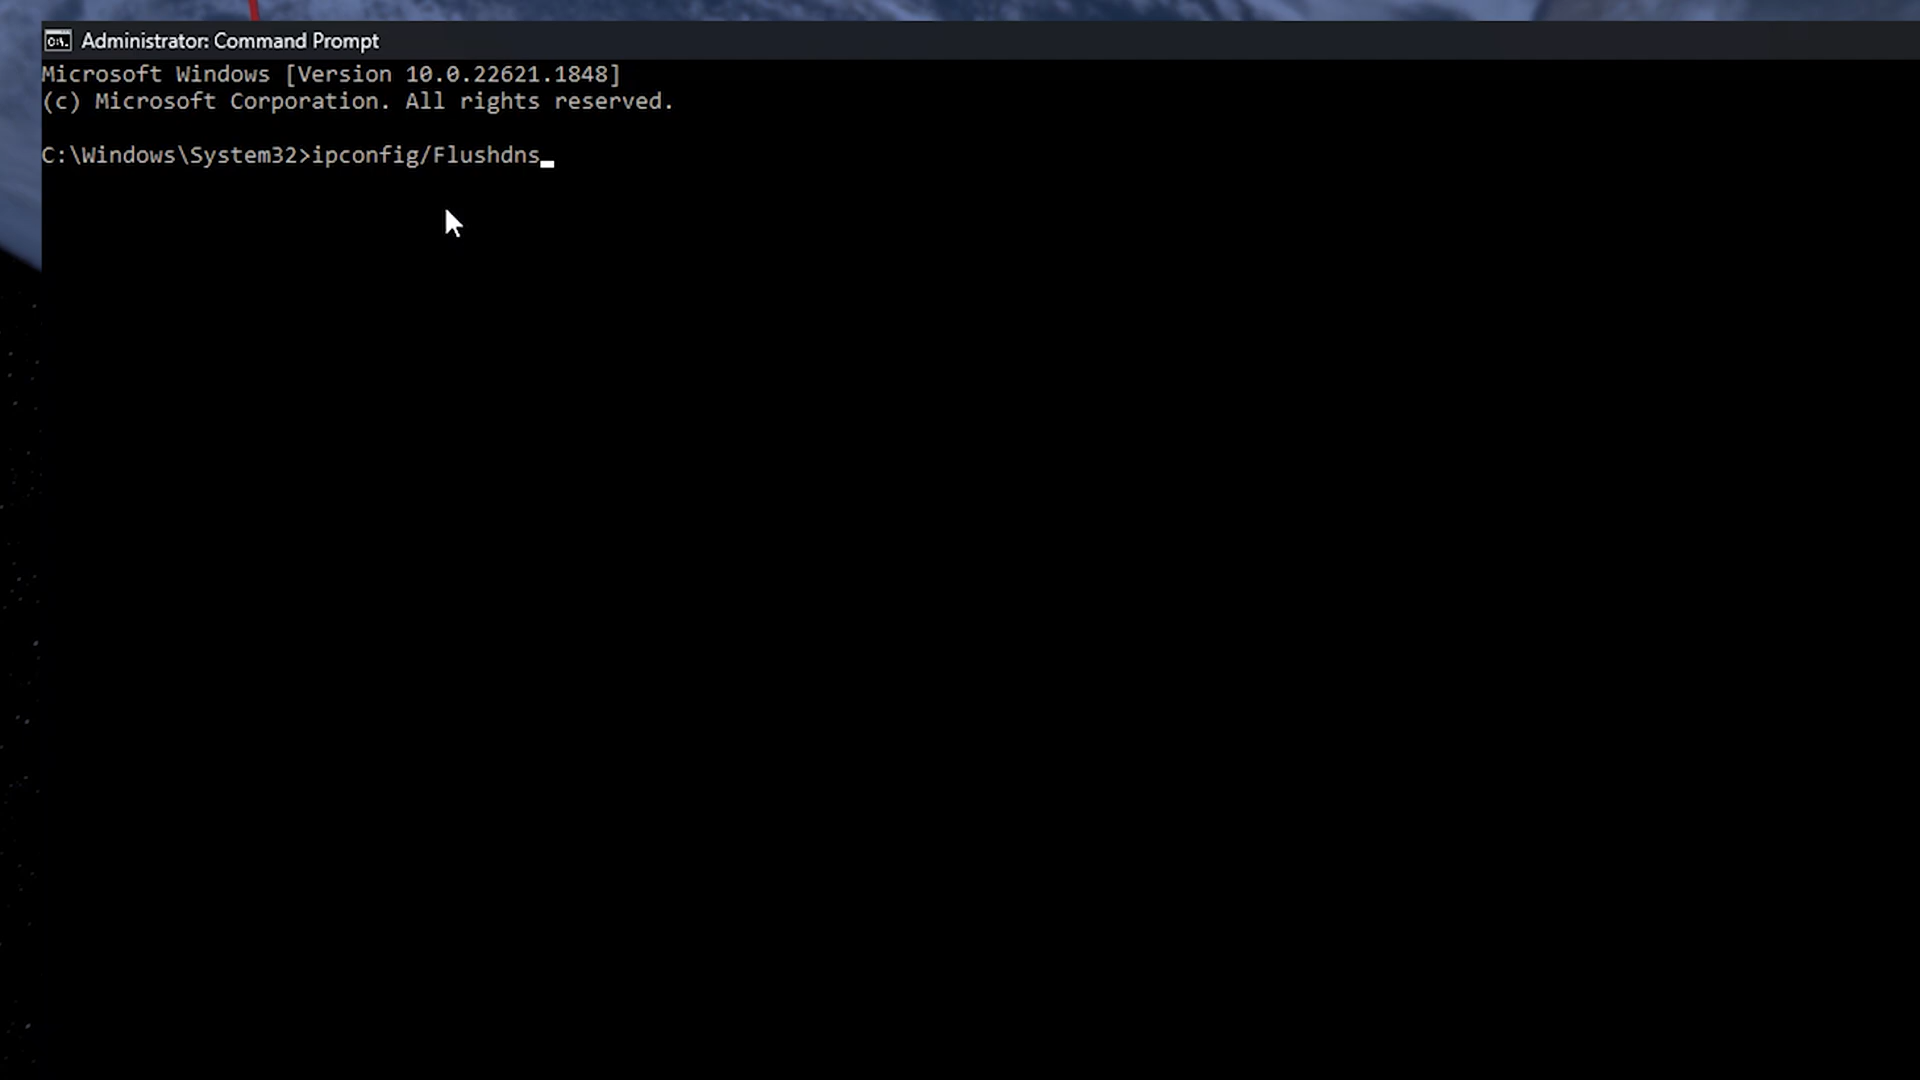 Administrator: Command Prompt
Microsoft Windows [Version 10.0.22621.1848]
(c) Microsoft Corporation. All rights reserved.
C:\Windows\System32>ipconfig/Flushdns